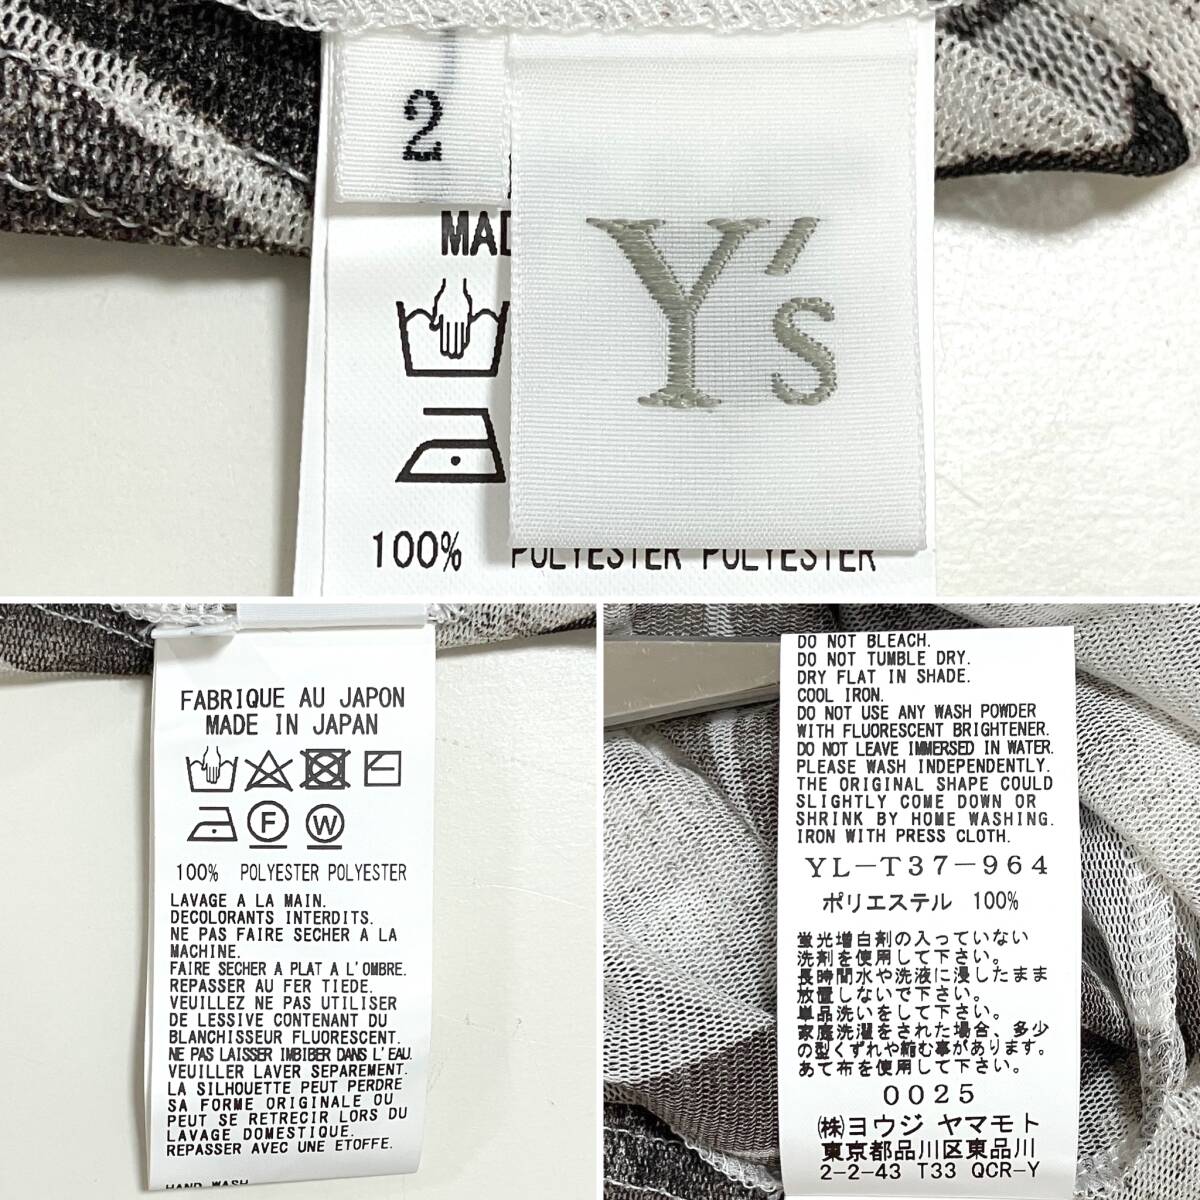 2
Y's
MAD
100% POLYESTER POLYESTER
FABRIQUE AU JAPON
MADE IN JAPAN
F
W
100% POLYESTER POLYESTER
LAVAGE A LA MAIN.
DECOLORANTS INTERDITS.
NE PAS FAIRE SECHER A LA
MACHINE.
FAIRE SECHER A PLAT A L'OMBRE.
REPASSER AU FER TIEDE.
VEUILLEZ NE PAS UTILISER
DE LESSIVE CONTENANT DU
BLANCHISSEUR FLUORESCENT.
NE PAS LAISSER IMBIBER DANS L'EAU.
VEUILLER LAVER SEPAREMENT.
LA SILHOUETTE PEUT PERDRE
SA FORME ORIGINALE OU
PEUT SE RETRECIR LORS DU
LAVAGE DOMESTIQUE.
REPASSER AVEC UNE ETOFFE.
HAND WASH
DO NOT BLEACH.
DO NOT TUMBLE DRY.
DRY FLAT IN SHADE.
COOL IRON.
DO NOT USE ANY WASH POWDER
WITH FLUORESCENT BRIGHTENER.
DO NOT LEAVE IMMERSED IN WATER.
PLEASE WASH INDEPENDENTLY.
THE ORIGINAL SHAPE COULD
SLIGHTLY COME DOWN OR
SHRINK BY HOME WASHING.
IRON WITH PRESS CLOTH.
YL-T37-964
ポリエステル 100%
蛍光増白剤の入っていない
洗剤を使用して下さい。
長時間水や洗液に浸したまま
放置しないで下さい。
単品洗いをして下さい。
家庭洗濯をされた場合、多少
の型くずれや縮む事があります。
あて布を使用して下さい。
0025
㈱ヨウジ ヤマモト
東京都品川区東品川
2-2-43 T33 QCR-Y